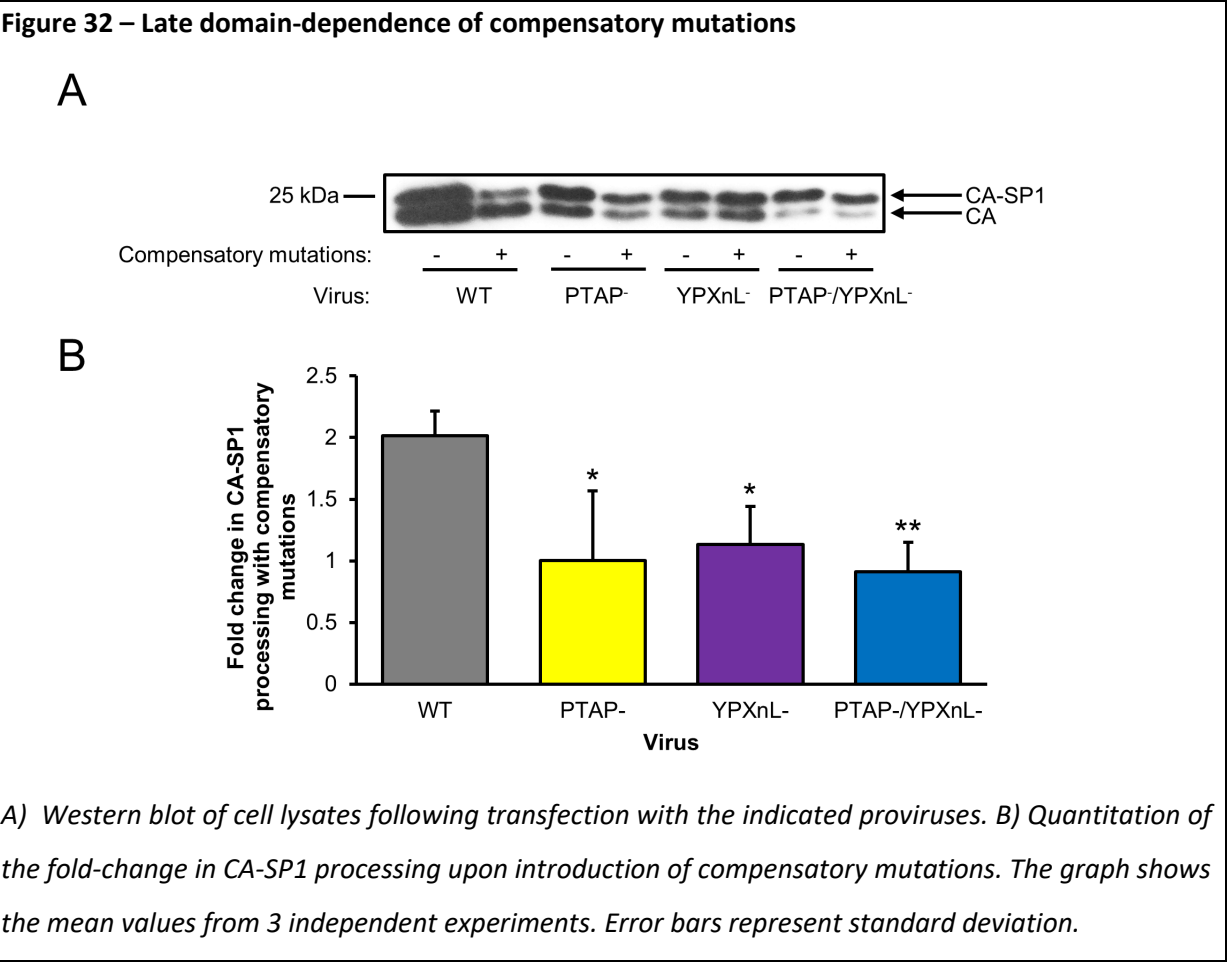 Figure 32 – Late domain-dependence of compensatory mutations
A
25 kDa
CA-SP1
CA
Compensatory mutations: - + - + - + - +
Virus: WT PTAP- YPXnL- PTAP-/YPXnL-
B
Fold change in CA-SP1
processing with compensatory
mutations
2.5
2
1.5
1
0.5
0
* * **
WT PTAP- YPXnL- PTAP-/YPXnL-
Virus
A) Western blot of cell lysates following transfection with the indicated proviruses. B) Quantitation of
the fold-change in CA-SP1 processing upon introduction of compensatory mutations. The graph shows
the mean values from 3 independent experiments. Error bars represent standard deviation.